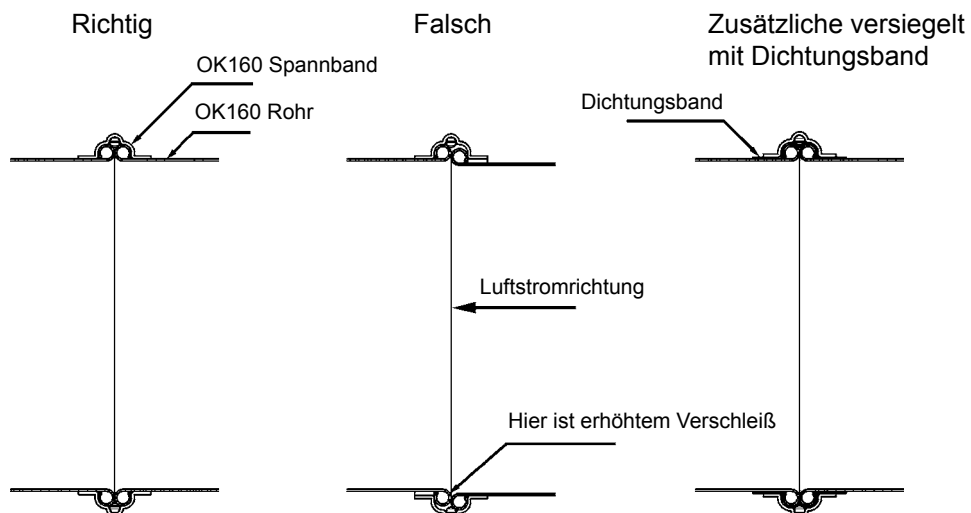 Richtig
OK160 Spannband
OK160 Rohr
Falsch
Luftstromrichtung
Hier ist erhöhtem Verschleiß
Zusätzliche versiegelt
mit Dichtungsband
Dichtungsband